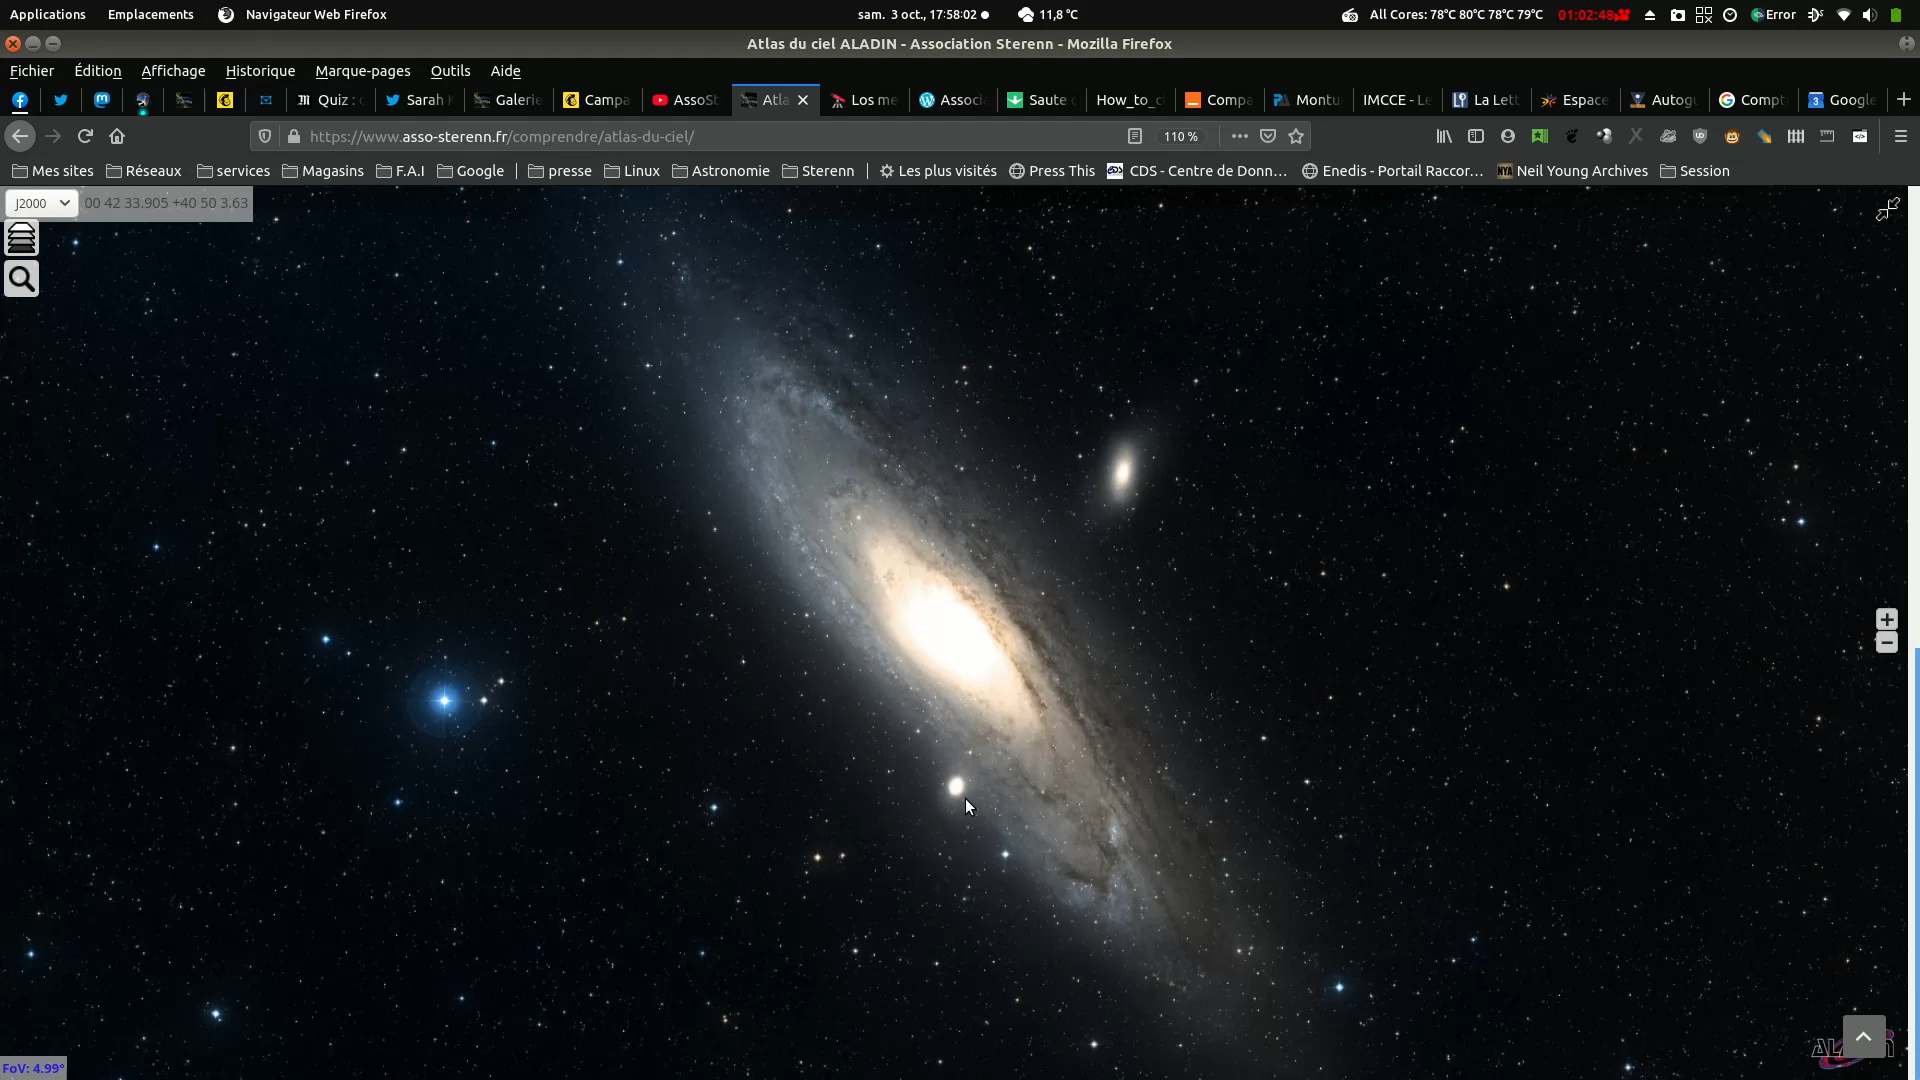 Applications Emplacements Navigateur Web Firefox sam. 3 oct., 17:58:02 11,8 °C All Cores: 78°C 80°C 78°C 79°C 01:02:48 Error
Atlas du ciel ALADIN - Association Sterenn - Mozilla Firefox
Fichier Édition Affichage Historique Marque-pages Outils Aide
Quiz : Sarah Galerie Campa AssoSt Atla Los me Associa Saute How_to_c Compa Montu IMCCE - Le La Lett Espace Autogu Compt Google
https://www.asso-sterenn.fr/comprendre/atlas-du-ciel/ 110 %
Mes sites Réseaux services Magasins F.A.I Google presse Linux Astronomie Sterenn Les plus visités Press This CDS - Centre de Donn… Enedis - Portail Raccor… Neil Young Archives Session
J2000 00 42 33.905 +40 50 3.63
+
−
FoV: 4.99°